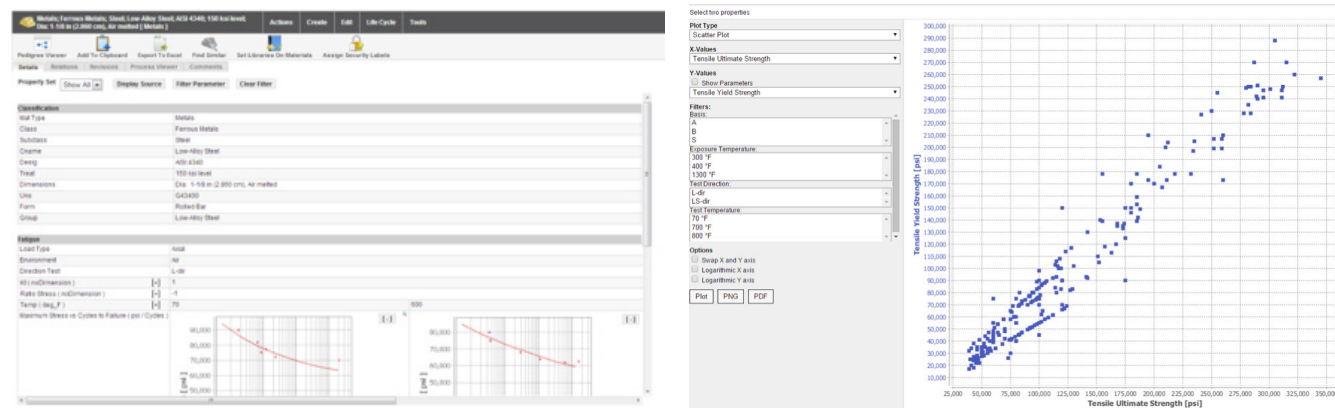 Metals; Ferrous Metals; Steel; Low-Alloy Steel; AISI 4340; 150 ksi level;
Dia: 1-1/8 in (2.860 cm), Air melted [ Metals ]
Actions Create Edit Life Cycle Tools
Pedigree Viewer Add To Clipboard Export To Excel Find Similar Set Libraries On Materials Assign Security Labels
Details Relations Revisions Process Viewer Comments
Property Set Show All Display Source Filter Parameter Clear Filter
Classification
Mat Type Metals
Class Ferrous Metals
Subclass Steel
Cname Low-Alloy Steel
Desig AISI 4340
Treat 150 ksi level
Dimensions Dia: 1-1/8 in (2.860 cm), Air melted
Uns G43400
Form Rolled Bar
Group Low-Alloy Steel
Fatigue
Load Type Axial
Environment Air
Direction Test L-dir
Kt ( noDimension ) [-] 1
Ratio Stress ( noDimension ) [-] -1
Temp ( deg_F ) [-] 70
Maximum Stress vs Cycles to Failure ( psi / Cycles )
[-] [-]
90,000
80,000
70,000
60,000
50,000
[ psi ]
80,000
70,000
60,000
50,000
[ psi ]
Select two properties
Plot Type
Scatter Plot
X-Values
Tensile Ultimate Strength
Y-Values
Show Parameters
Tensile Yield Strength
Filters:
Basis:
A
B
S
Exposure Temperature:
300 °F
400 °F
1300 °F
Test Direction:
L-dir
LS-dir
Test Temperature:
70 °F
700 °F
800 °F
Options
Swap X and Y axis
Logarithmic X axis
Logarithmic Y axis
Plot PNG PDF
Tensile Yield Strength [psi]
300,000
290,000
280,000
270,000
260,000
250,000
240,000
230,000
220,000
210,000
200,000
190,000
180,000
170,000
160,000
150,000
140,000
130,000
120,000
110,000
100,000
90,000
80,000
70,000
60,000
50,000
40,000
30,000
20,000
10,000
25,000 50,000 75,000 100,000 125,000 150,000 175,000 200,000 225,000 250,000 275,000 300,000 325,000
Tensile Ultimate Strength [psi]